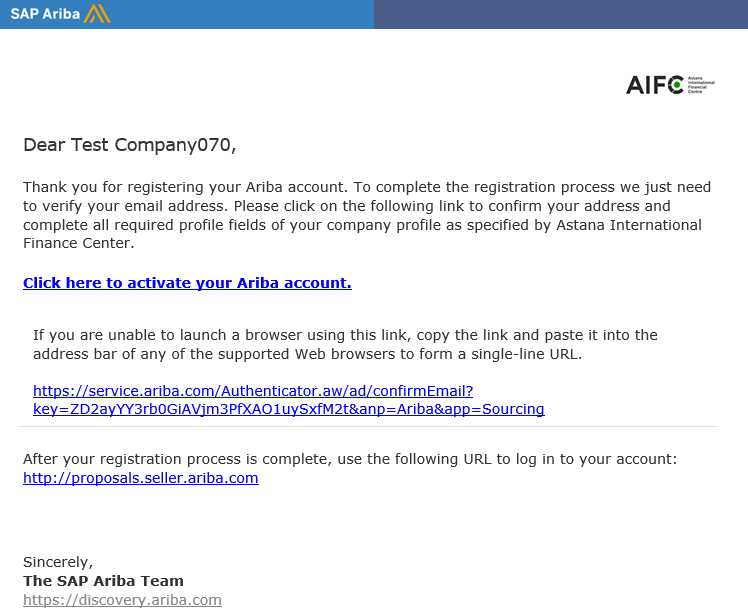 SAP Ariba
AIFC Astana
International
Financial
Centre
Dear Test Company070,
Thank you for registering your Ariba account. To complete the registration process we just need
to verify your email address. Please click on the following link to confirm your address and
complete all required profile fields of your company profile as specified by Astana International
Finance Center.
Click here to activate your Ariba account.
If you are unable to launch a browser using this link, copy the link and paste it into the
address bar of any of the supported Web browsers to form a single-line URL.
https://service.ariba.com/Authenticator.aw/ad/confirmEmail?
key=ZD2ayYY3rb0GiAVjm3PfXAO1uySxfM2t&anp=Ariba&app=Sourcing
After your registration process is complete, use the following URL to log in to your account:
http://proposals.seller.ariba.com
Sincerely,
The SAP Ariba Team
https://discovery.ariba.com